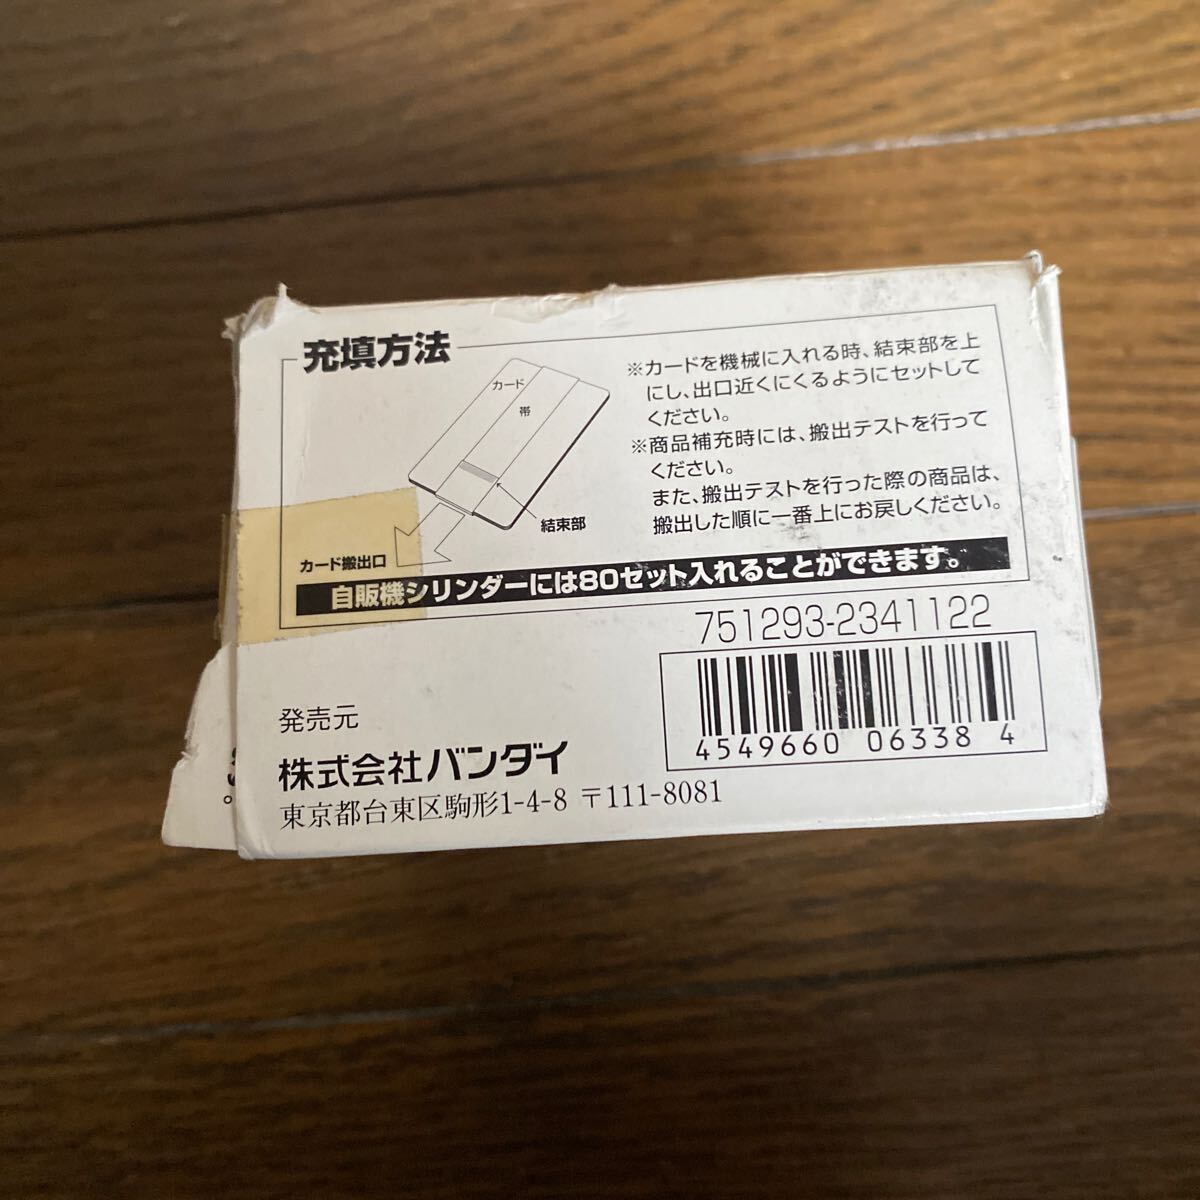 充填方法
カード
帯
結束部
カード搬出口
※カードを機械に入れる時、結束部を上
にし、出口近くにくるようにセットして
ください。
※商品補充時には、搬出テストを行って
ください。
また、搬出テストを行った際の商品は、
搬出した順に一番上にお戻しください。
自販機シリンダーには80セット入れることができます。
751293-2341122
4549660 06338 4
発売元
株式会社バンダイ
東京都台東区駒形1-4-8 〒111-8081